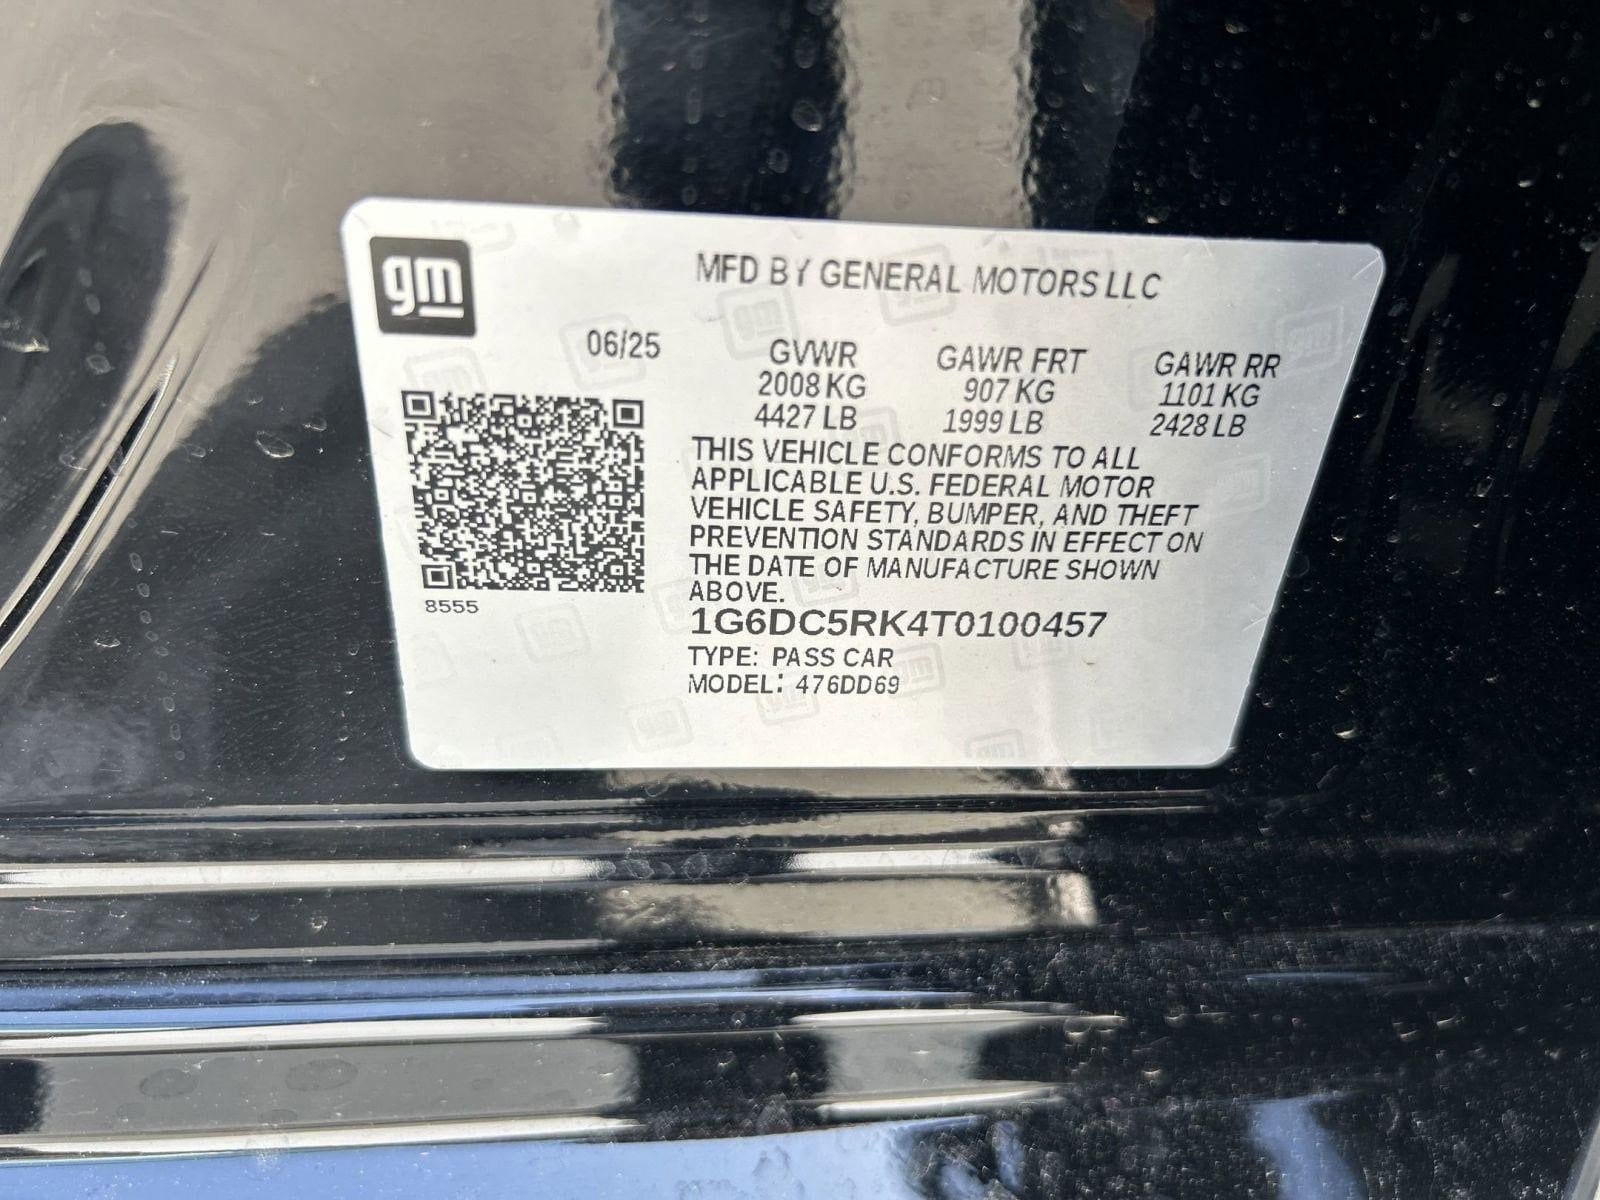 gm
MFD BY GENERAL MOTORS LLC
06/25
GVWR GAWR FRT GAWR RR
2008 KG 907 KG 1101 KG
4427 LB 1999 LB 2428 LB
THIS VEHICLE CONFORMS TO ALL
APPLICABLE U.S. FEDERAL MOTOR
VEHICLE SAFETY, BUMPER, AND THEFT
PREVENTION STANDARDS IN EFFECT ON
THE DATE OF MANUFACTURE SHOWN
ABOVE.
8555
1G6DC5RK4T0100457
TYPE: PASS CAR
MODEL: 476DD69